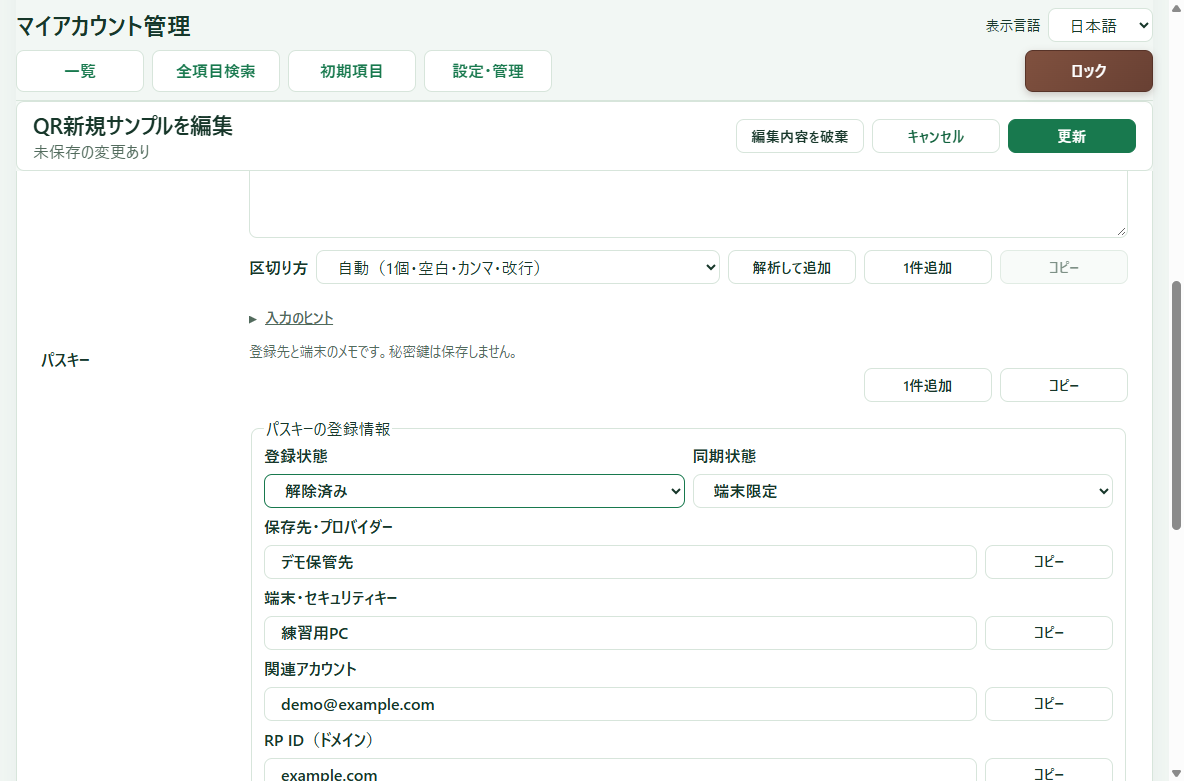 マイアカウント管理
表示言語 日本語
一覧 全項目検索 初期項目 設定・管理 ロック
QR新規サンプルを編集
未保存の変更あり
編集内容を破棄 キャンセル 更新
区切り方 自動（1個・空白・カンマ・改行） 解析して追加 1件追加 コピー
▶ 入力のヒント
パスキー
登録先と端末のメモです。秘密鍵は保存しません。
1件追加 コピー
パスキーの登録情報
登録状態 同期状態
解除済み 端末限定
保存先・プロバイダー
デモ保管先 コピー
端末・セキュリティキー
練習用PC コピー
関連アカウント
demo@example.com コピー
RP ID（ドメイン）
example.com コピー